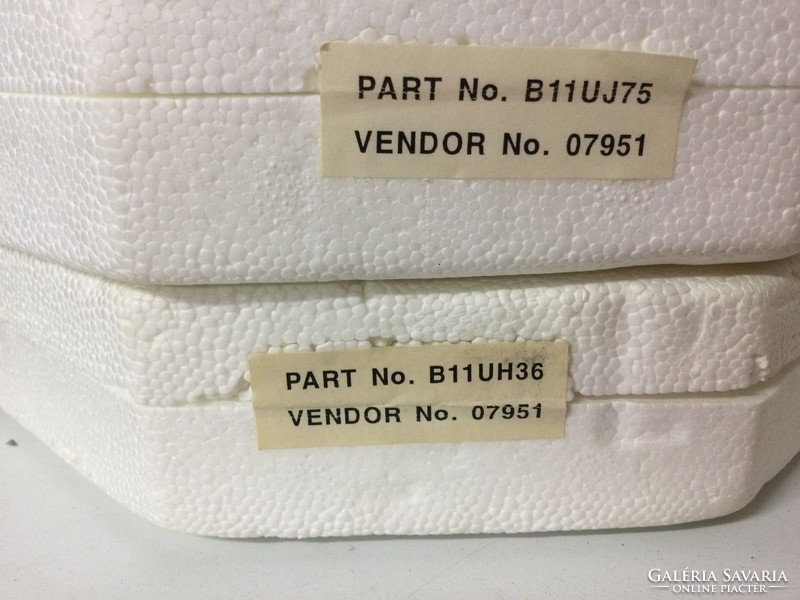 PART No. B11UJ75
VENDOR No. 07951
PART No. B11UH36
VENDOR No. 07951
GALÉRIA SAVARIA
ONLINE PIACTÉR